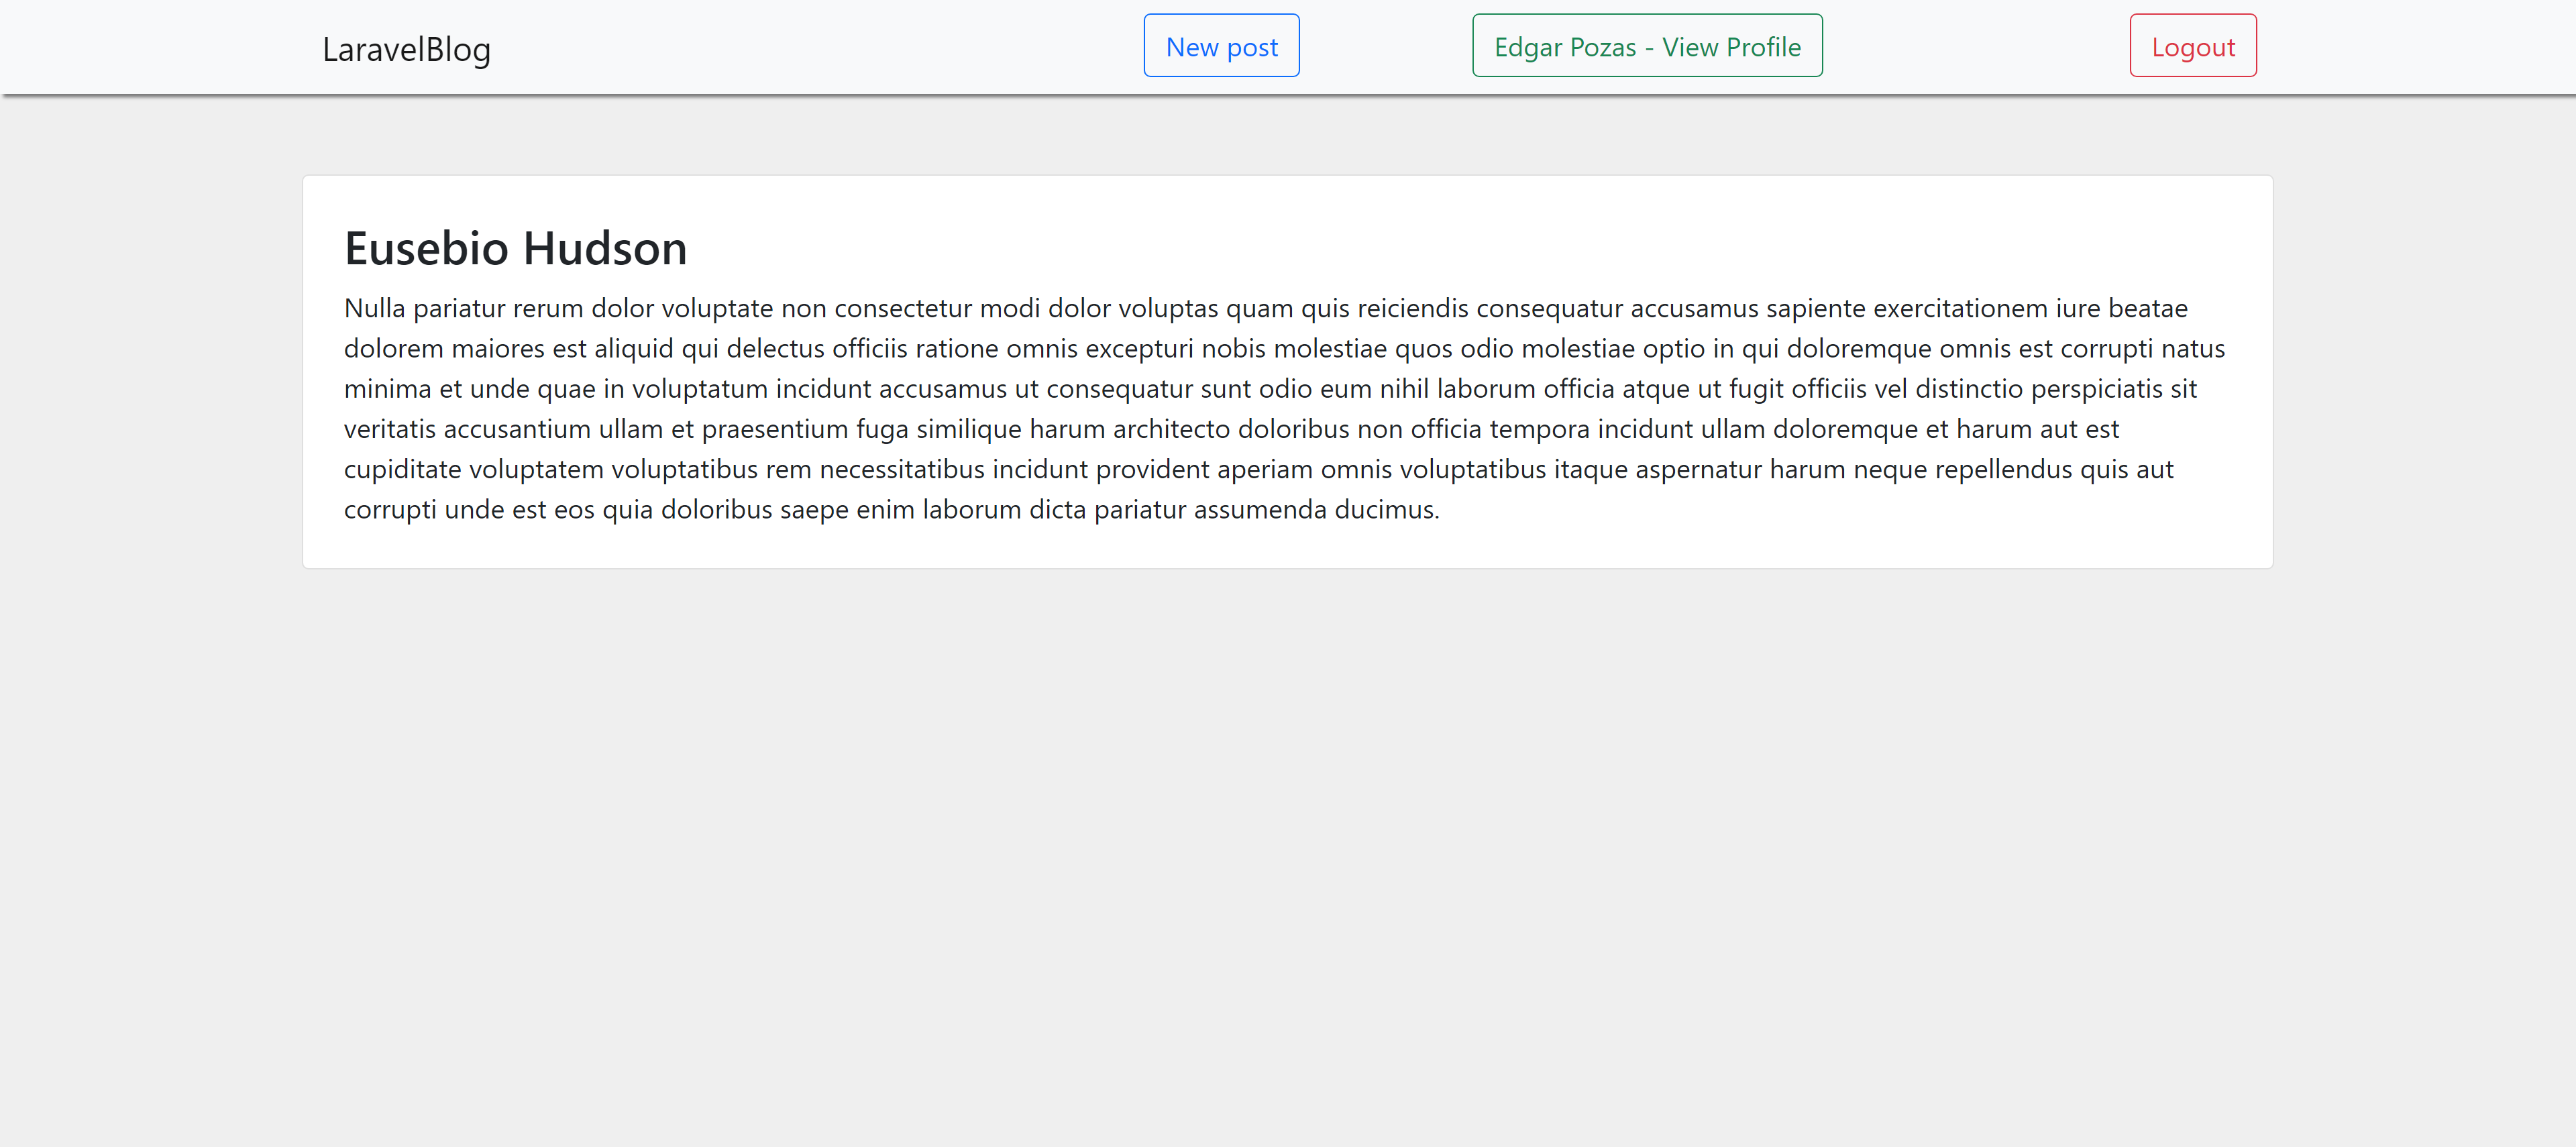 LaravelBlog
New post
Edgar Pozas - View Profile
Logout
Eusebio Hudson
Nulla pariatur rerum dolor voluptate non consectetur modi dolor voluptas quam quis reiciendis consequatur accusamus sapiente exercitationem iure beatae
dolorem maiores est aliquid qui delectus officiis ratione omnis excepturi nobis molestiae quos odio molestiae optio in qui doloremque omnis est corrupti natus
minima et unde quae in voluptatum incidunt accusamus ut consequatur sunt odio eum nihil laborum officia atque ut fugit officiis vel distinctio perspiciatis sit
veritatis accusantium ullam et praesentium fuga similique harum architecto doloribus non officia tempora incidunt ullam doloremque et harum aut est
cupiditate voluptatem voluptatibus rem necessitatibus incidunt provident aperiam omnis voluptatibus itaque aspernatur harum neque repellendus quis aut
corrupti unde est eos quia doloribus saepe enim laborum dicta pariatur assumenda ducimus.